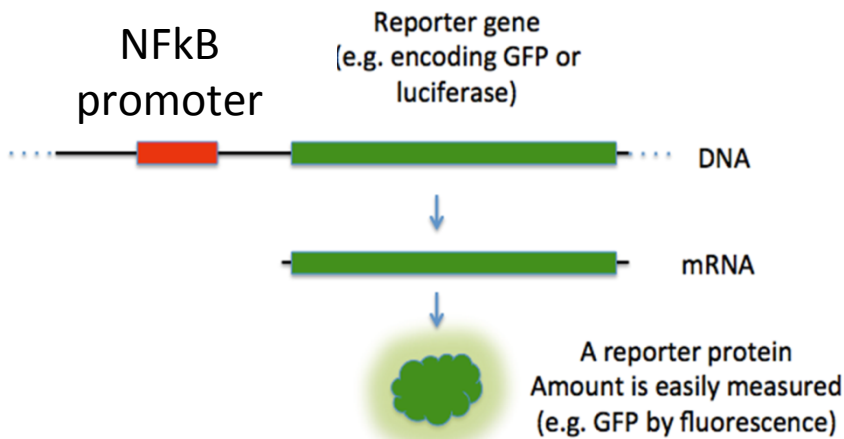 NFkB
promoter
Reporter gene
(e.g. encoding GFP or
luciferase)
DNA
mRNA
A reporter protein
Amount is easily measured
(e.g. GFP by fluorescence)